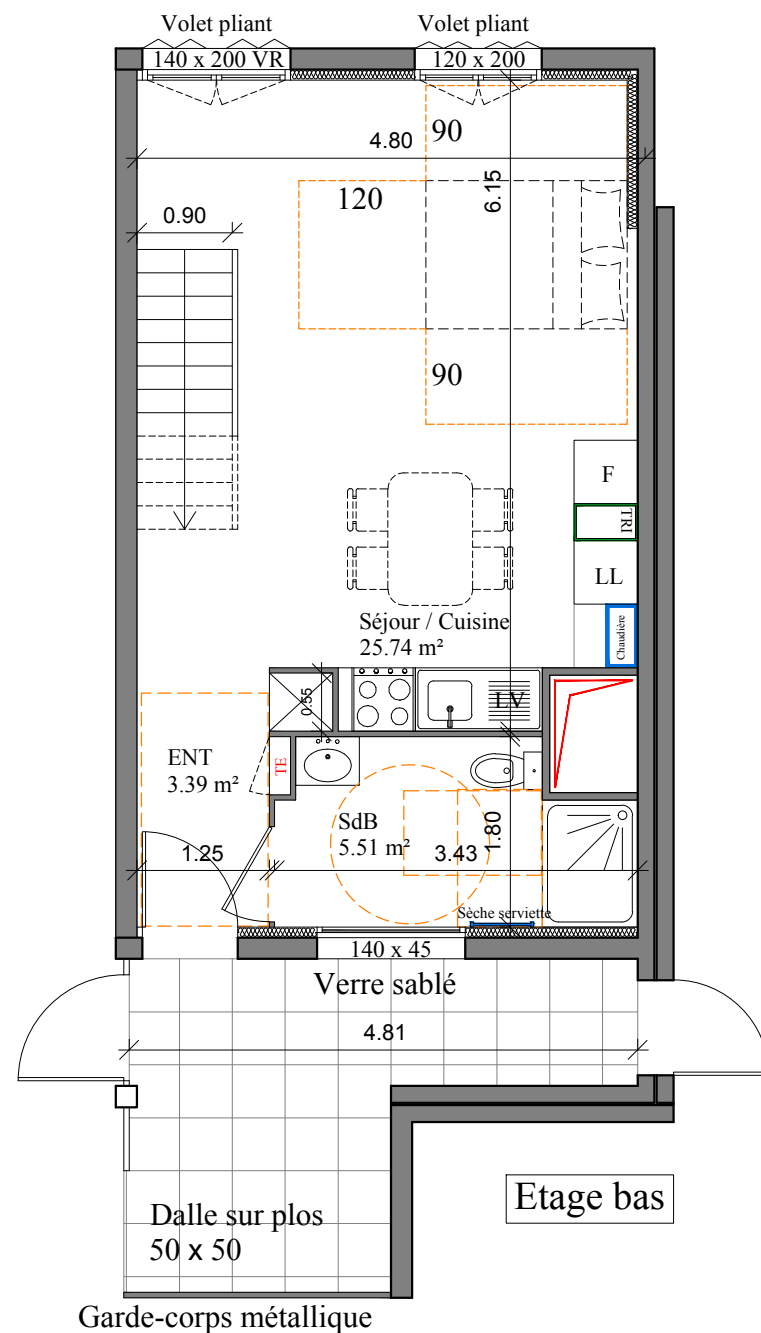 Volet pliant
Volet pliant
140 x 200 VR
120 x 200
90
4.80
6.15
120
0.90
90
F
TRI
LL
Chaudière
Séjour / Cuisine
25.74 m²
0.55
LV
ENT
3.39 m²
TE
SdB
5.51 m²
1.80
1.25
3.43
Sèche serviette
140 x 45
Verre sablé
4.81
Etage bas
Dalle sur plos
50 x 50
Garde-corps métallique